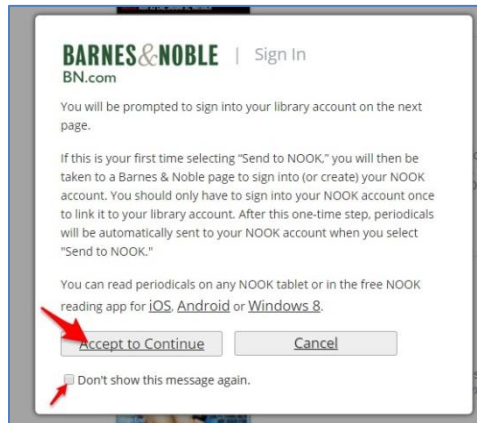 BARNES&NOBLE | Sign In
BN.com
You will be prompted to sign into your library account on the next
page.
If this is your first time selecting “Send to NOOK,” you will then be
taken to a Barnes & Noble page to sign into (or create) your NOOK
account. You should only have to sign into your NOOK account once
to link it to your library account. After this one-time step, periodicals
will be automatically sent to your NOOK account when you select
"Send to NOOK."
You can read periodicals on any NOOK tablet or in the free NOOK
reading app for iOS, Android or Windows 8.
Accept to Continue Cancel
Don't show this message again.